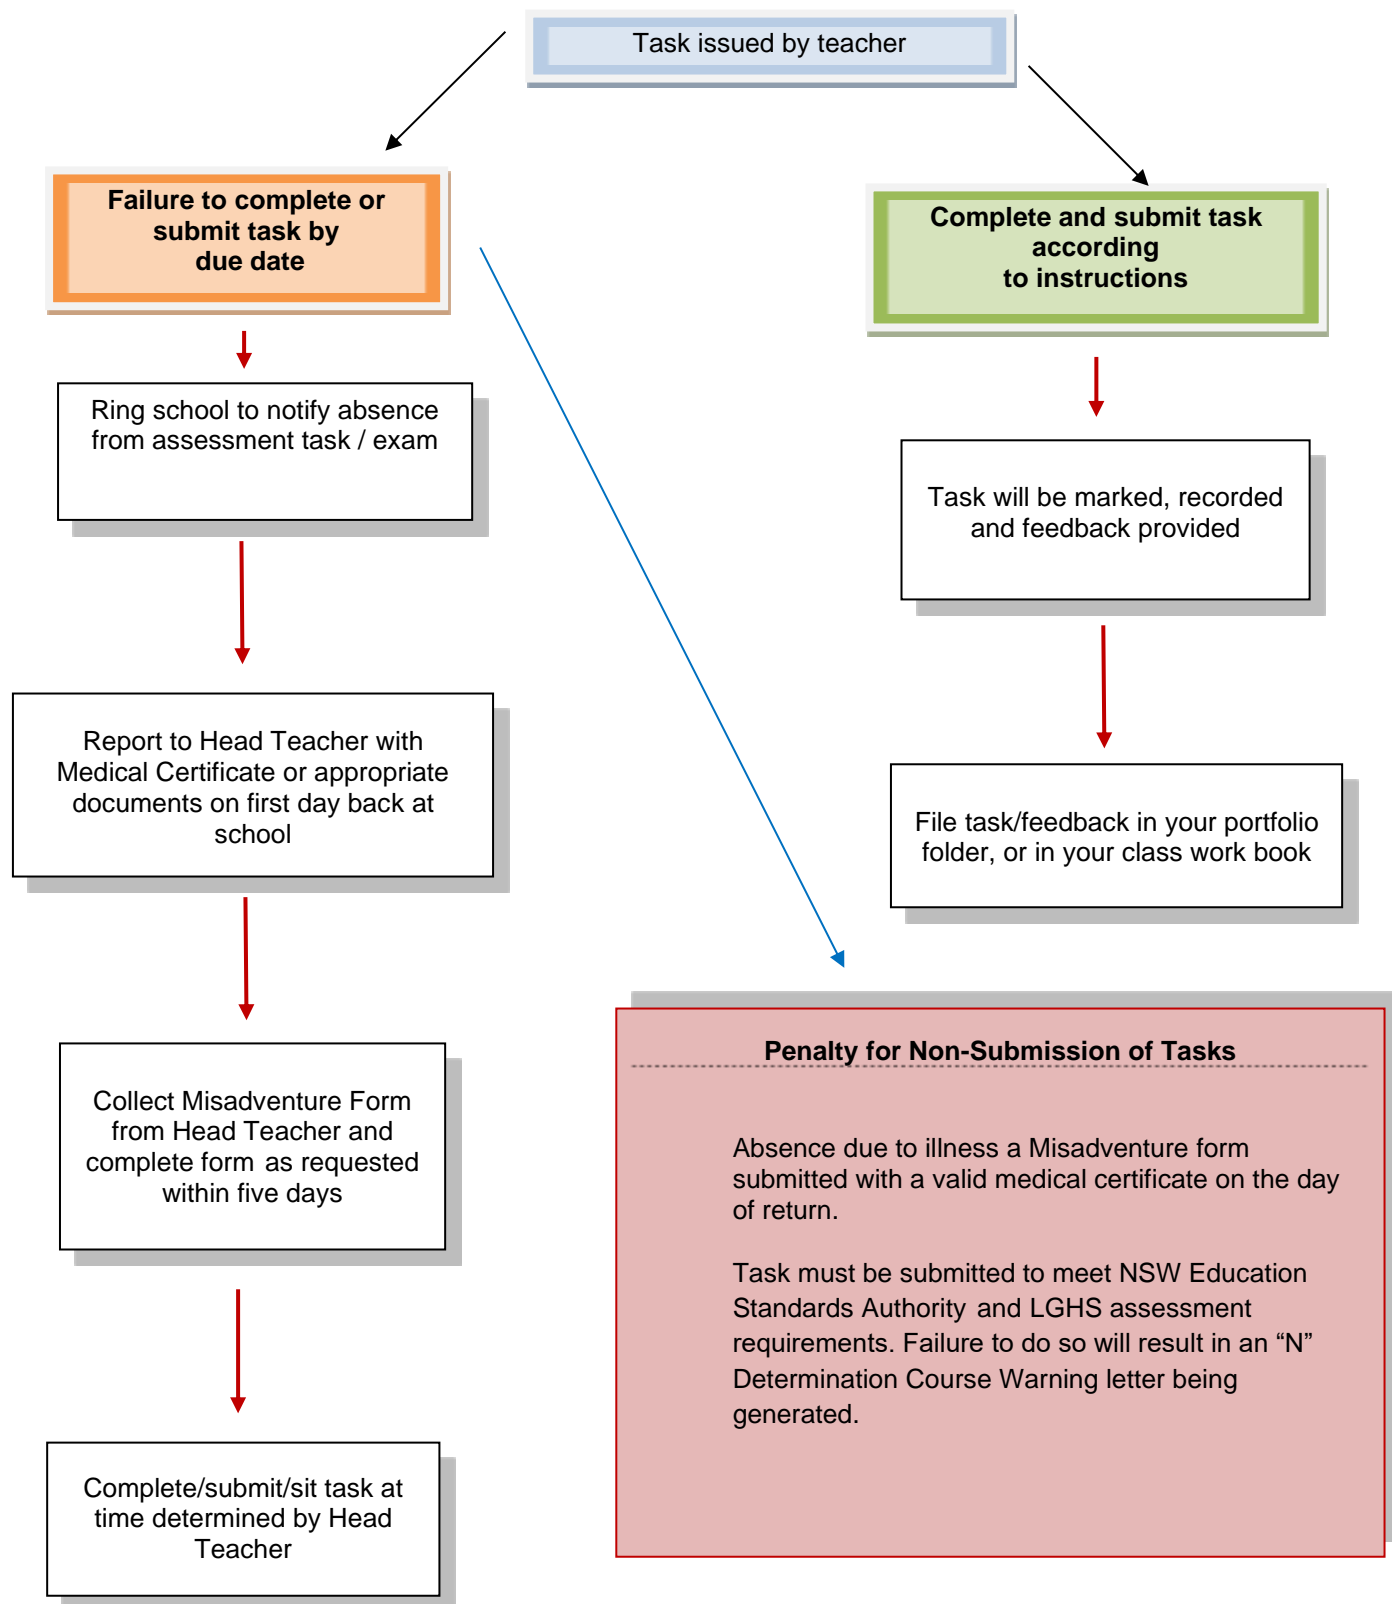 Task issued by teacher
Failure to complete or
submit task by
due date
Ring school to notify absence
from assessment task / exam
Report to Head Teacher with
Medical Certificate or appropriate
documents on first day back at
school
Collect Misadventure Form
from Head Teacher and
complete form as requested
within five days
Complete/submit/sit task at
time determined by Head
Teacher
Complete and submit task
according
to instructions
Task will be marked, recorded
and feedback provided
File task/feedback in your portfolio
folder, or in your class work book
Penalty for Non-Submission of Tasks
Absence due to illness a Misadventure form
submitted with a valid medical certificate on the day
of return.
Task must be submitted to meet NSW Education
Standards Authority and LGHS assessment
requirements. Failure to do so will result in an “N”
Determination Course Warning letter being
generated.